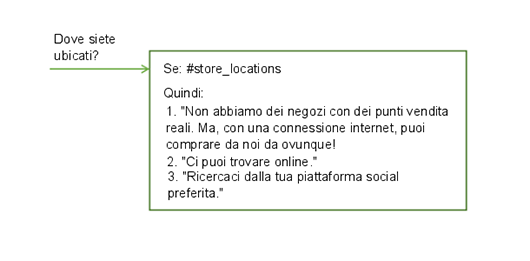 Dove siete
ubicati?
Se: #store_locations
Quindi:
1. "Non abbiamo dei negozi con dei punti vendita
reali. Ma, con una connessione internet, puoi
comprare da noi da ovunque!
2. "Ci puoi trovare online."
3. "Ricercaci dalla tua piattaforma social
preferita."